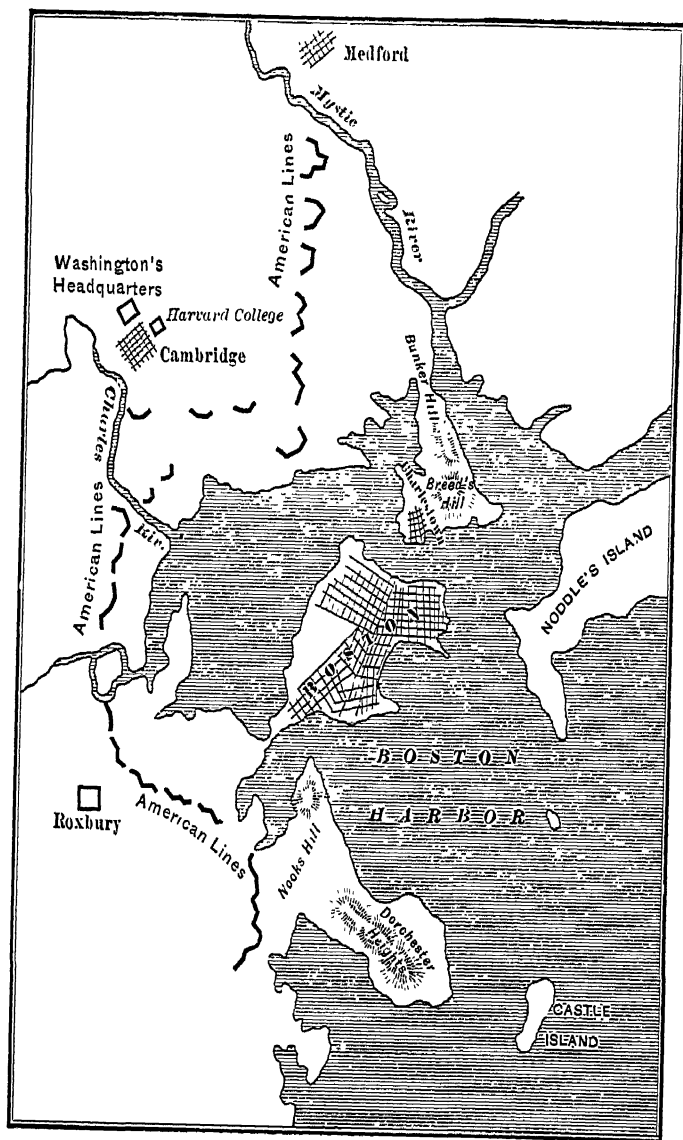 Medford
Mystic
River
American Lines
Washington's
Headquarters
Harvard College
Cambridge
Bunker Hill
Charles
Riv.
Breed's
Hill
Charlestown
American Lines
NODDLE'S ISLAND
BOSTON
BOSTON
HARBOR
Roxbury
American Lines
Nooks Hill
Dorchester
Heights
CASTLE
ISLAND